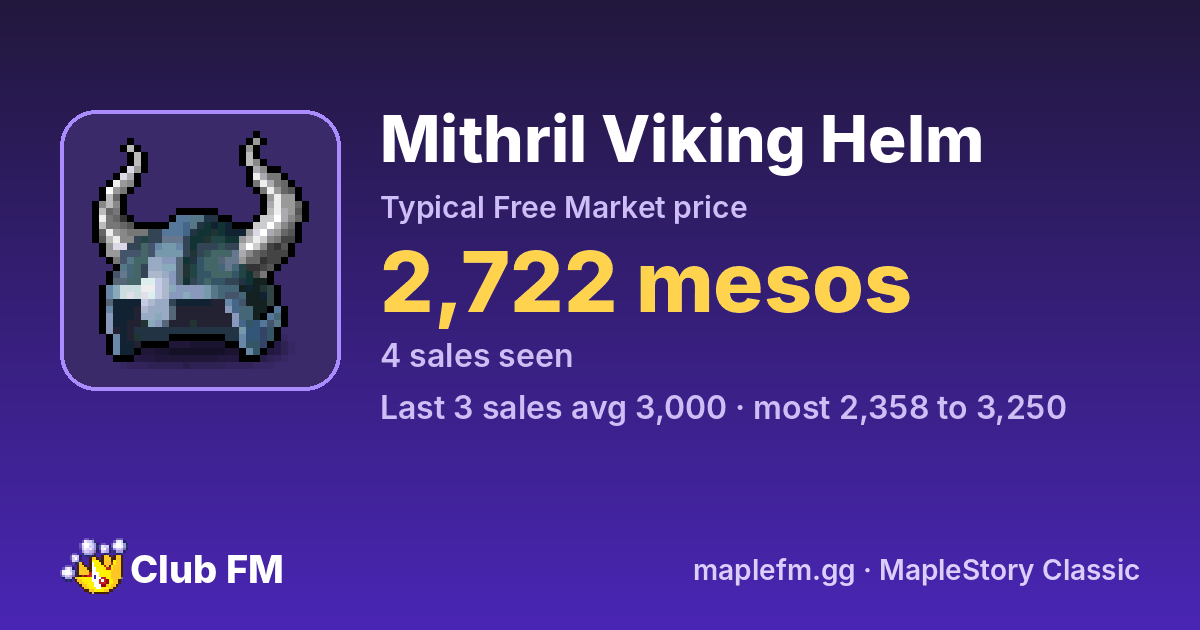 Mithril Viking Helm
Typical Free Market price
2,722 mesos
4 sales seen
Last 3 sales avg 3,000 · most 2,358 to 3,250
Club FM
maplefm.gg · MapleStory Classic